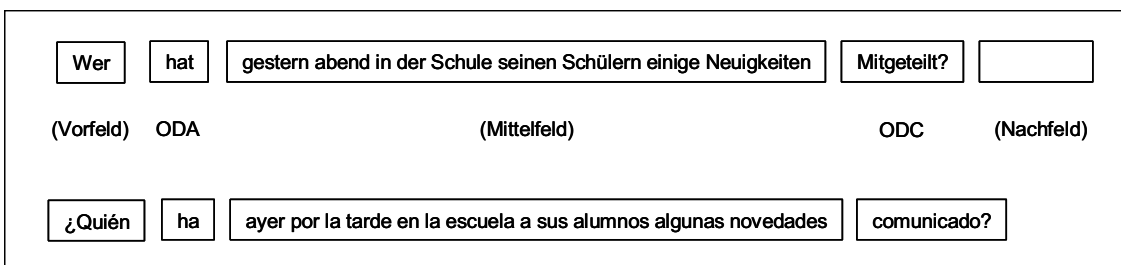 Wer hat gestern abend in der Schule seinen Schülern einige Neuigkeiten Mitgeteilt?
(Vorfeld) ODA (Mittelfeld) ODC (Nachfeld)
¿Quién ha ayer por la tarde en la escuela a sus alumnos algunas novedades comunicado?